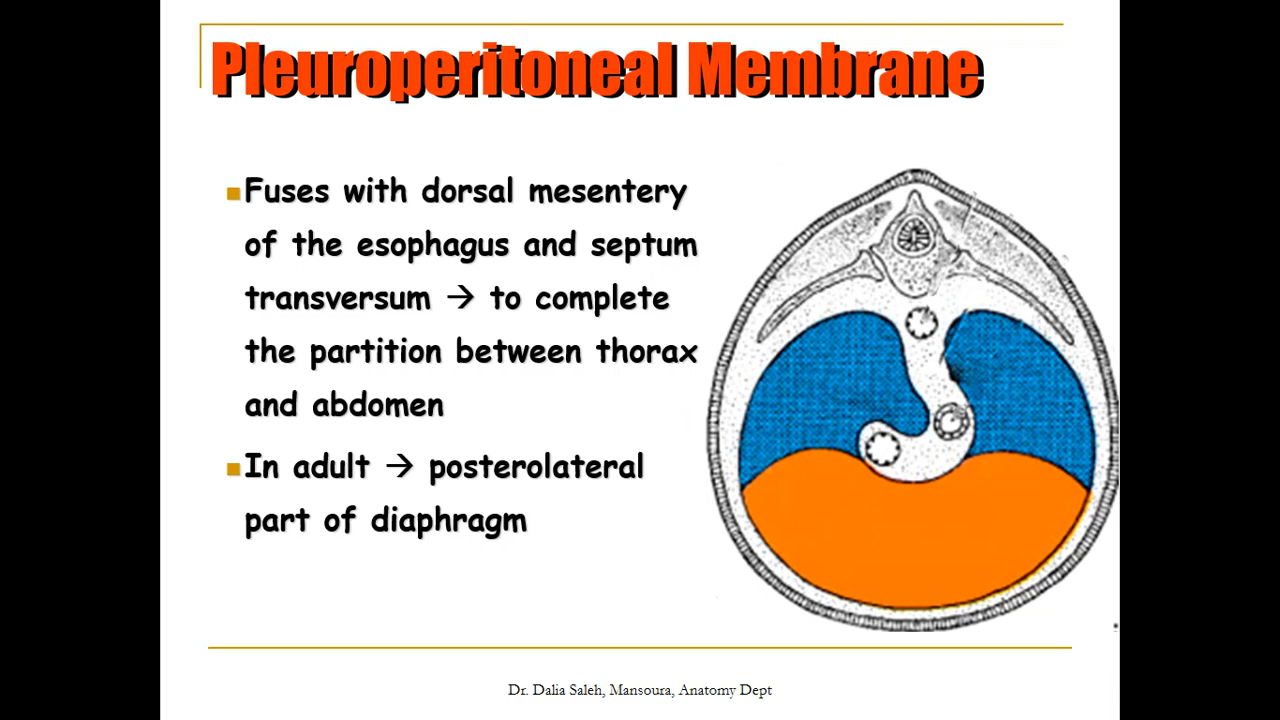 Pleuroperitoneal Membrane
Fuses with dorsal mesentery
of the esophagus and septum
transversum → to complete
the partition between thorax
and abdomen
In adult → posterolateral
part of diaphragm
Dr. Dalia Saleh, Mansoura, Anatomy Dept